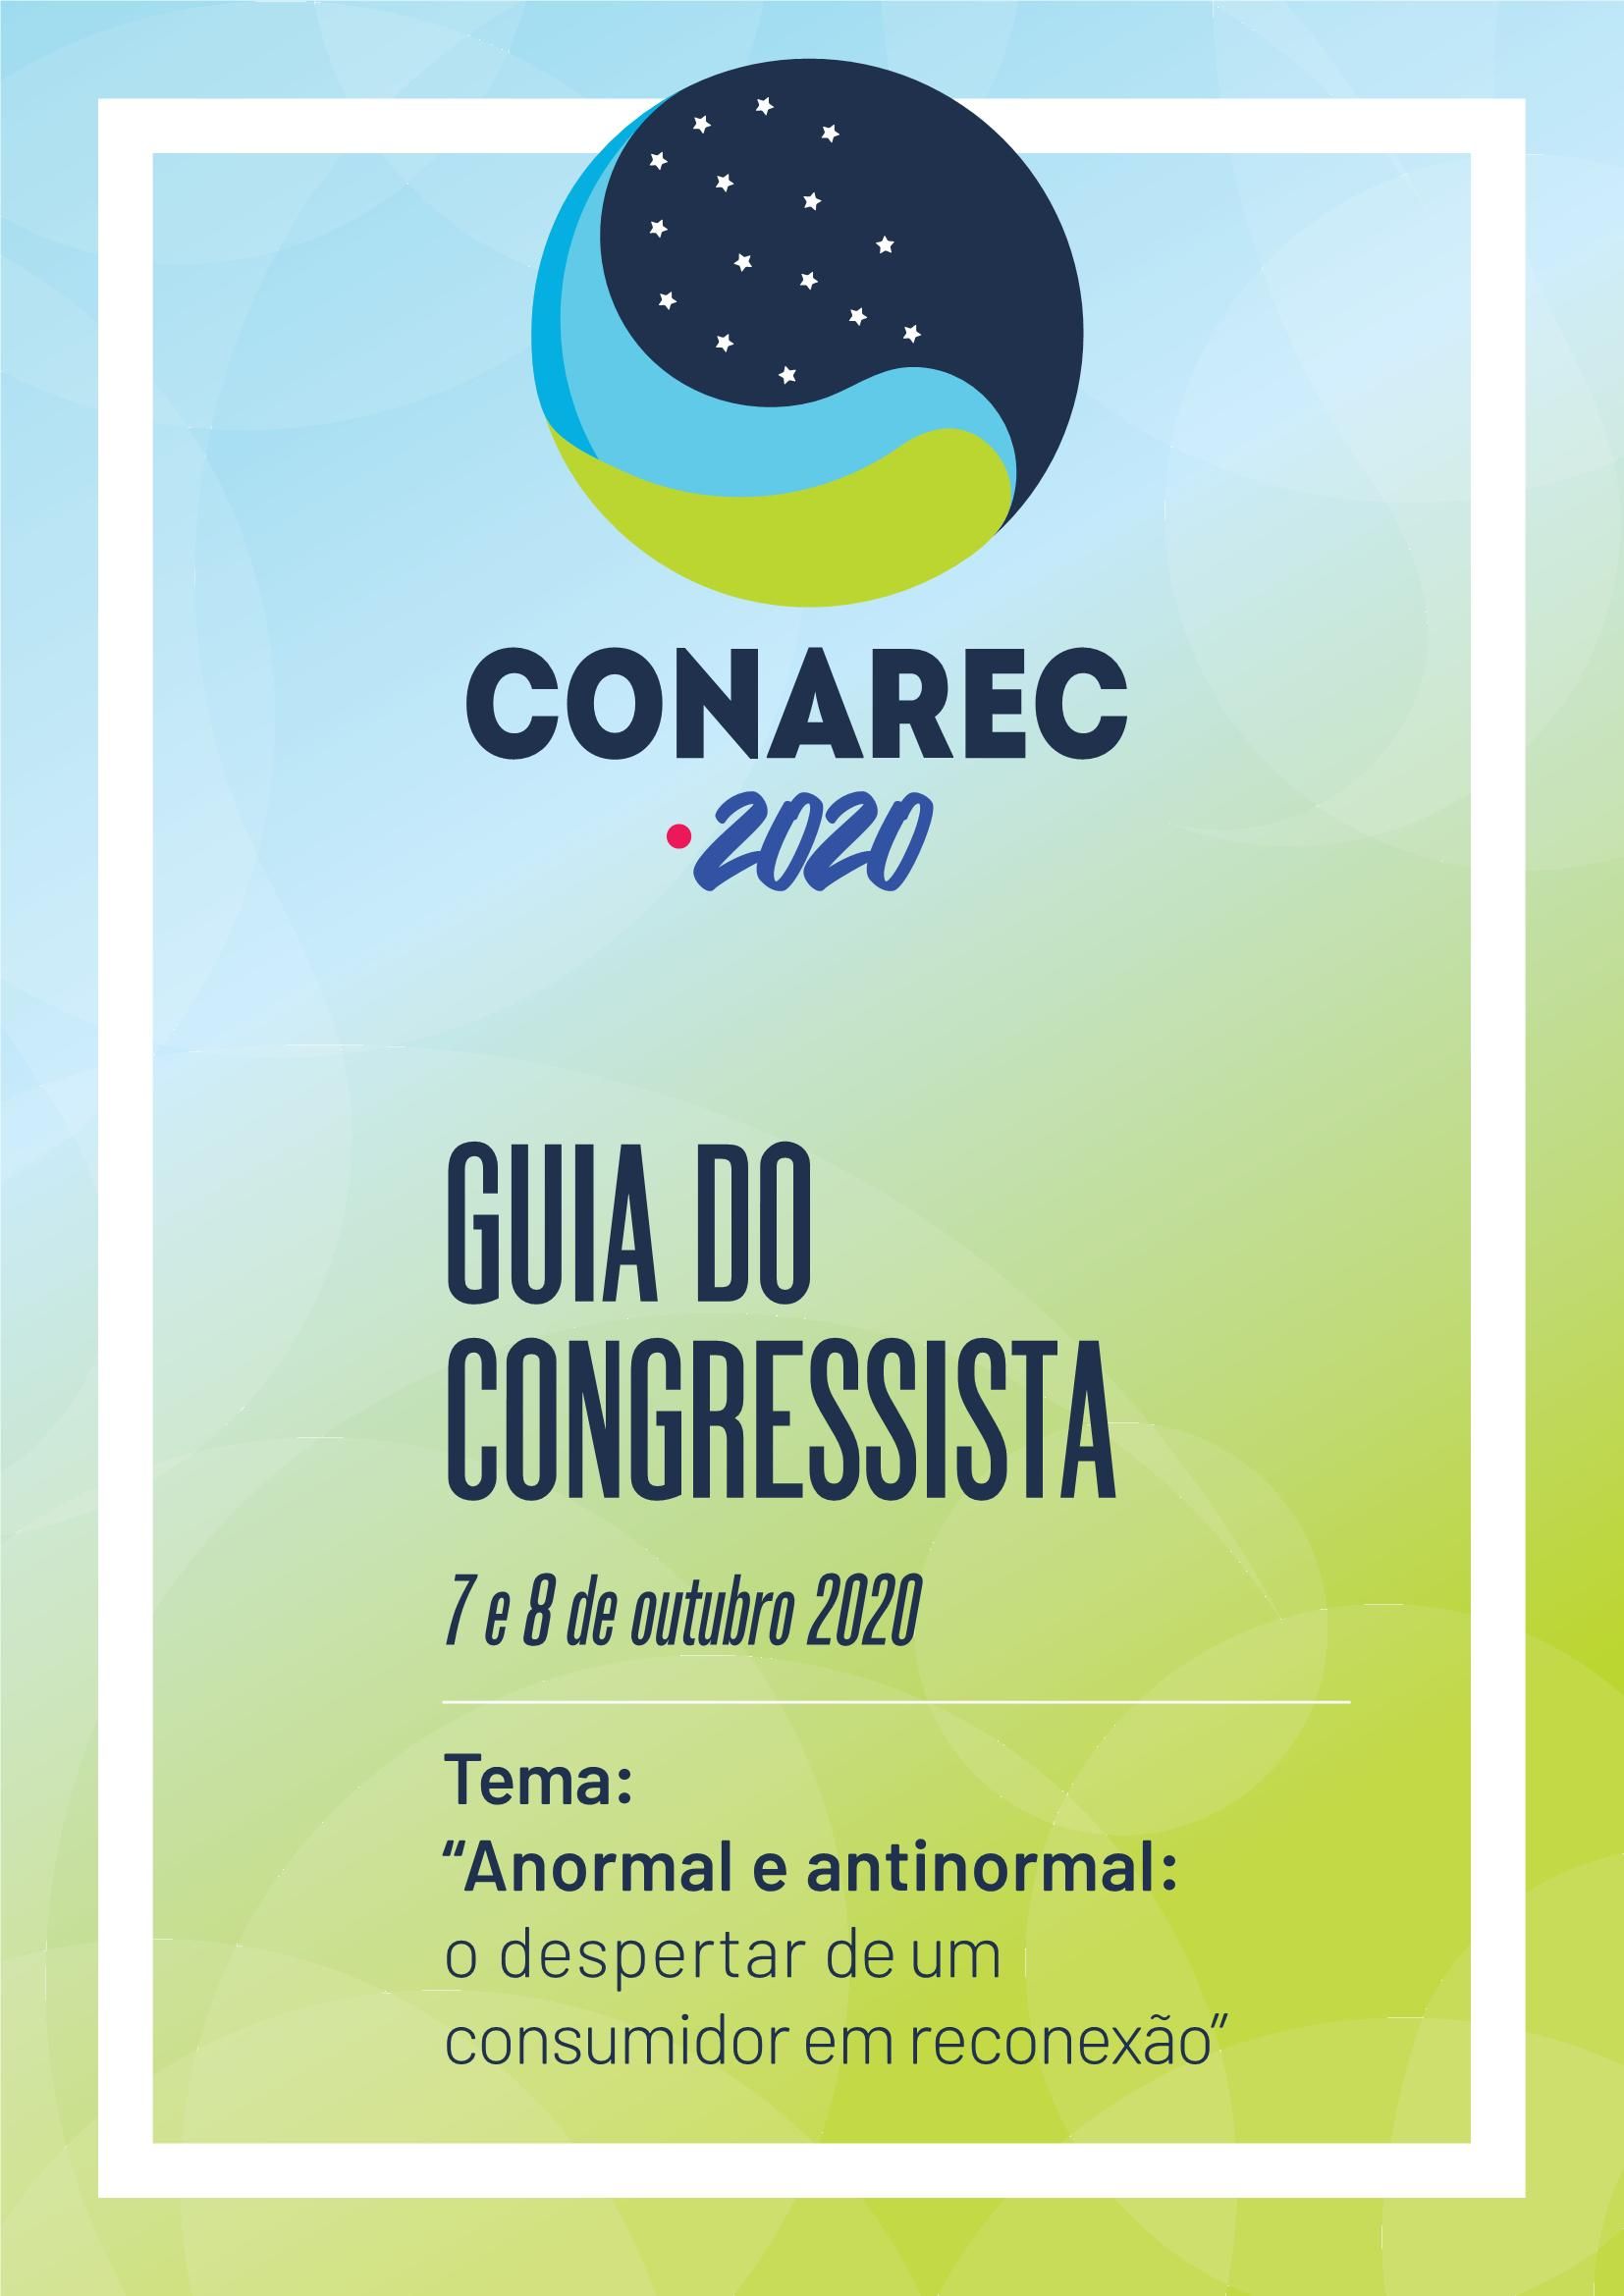 CONAREC
2020
GUIA DO
CONGRESSISTA
7 e 8 de outubro 2020
Tema:
“Anormal e antinormal:
o despertar de um
consumidor em reconexão”